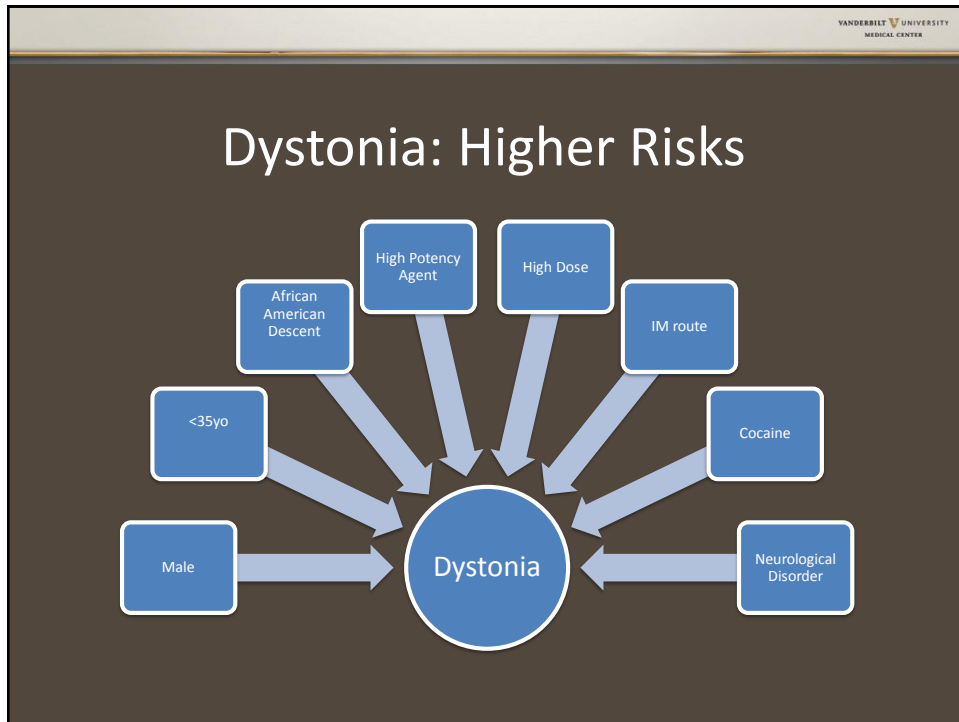 VANDERBILT V UNIVERSITY
MEDICAL CENTER
Dystonia: Higher Risks
Male
<35yo
African
American
Descent
High Potency
Agent
High Dose
IM route
Cocaine
Neurological
Disorder
Dystonia